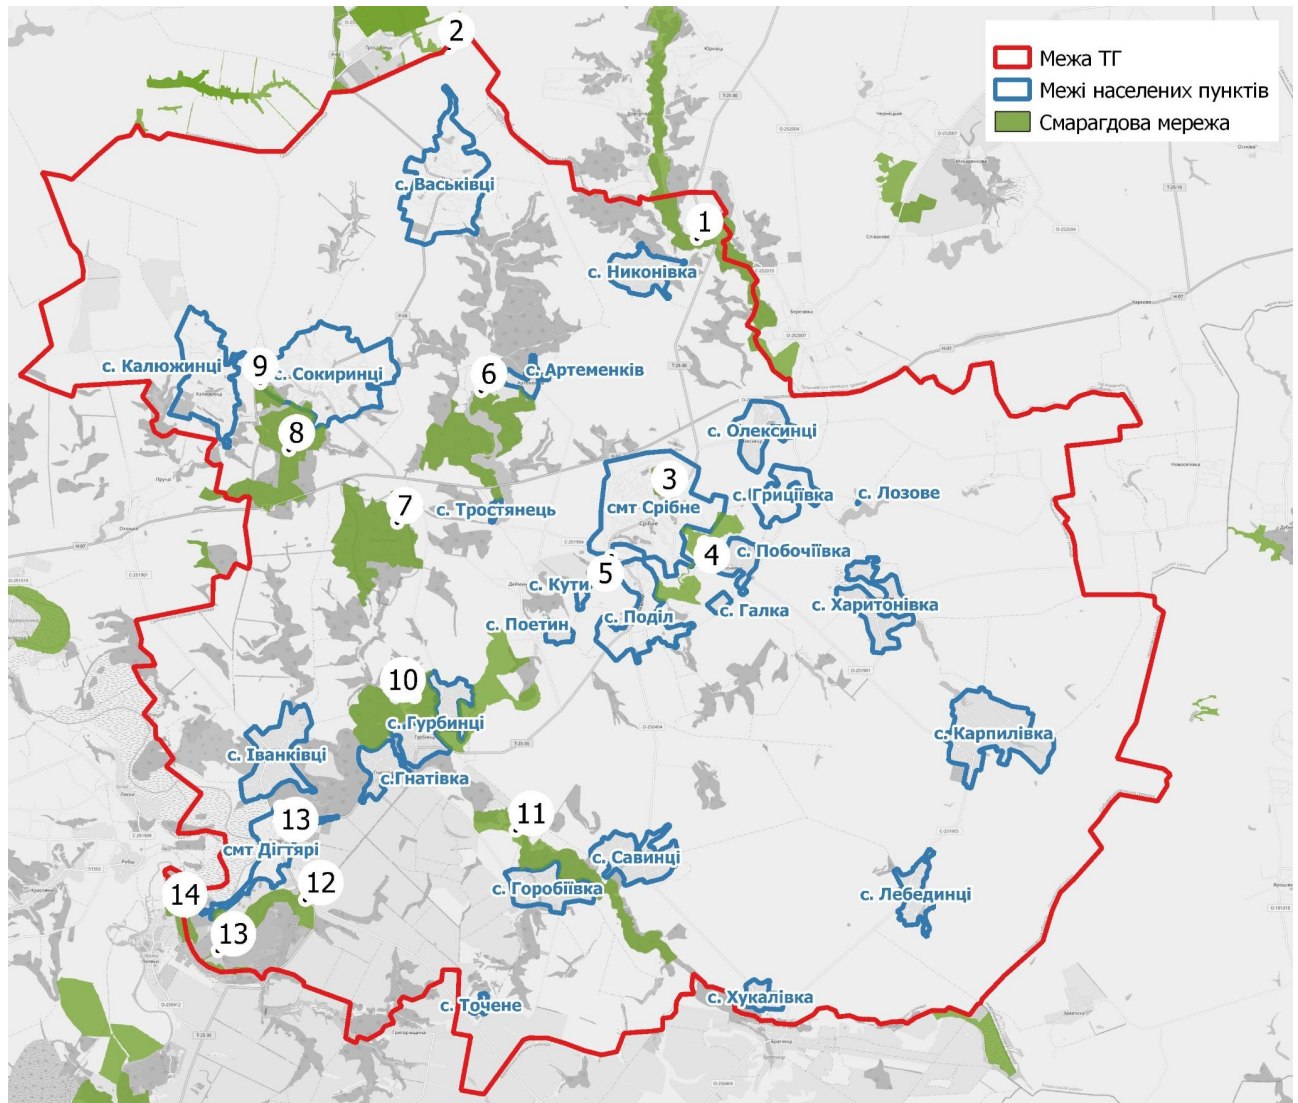 Межа ТГ
Межі населених пунктів
Смарагдова мережа
2
с. Васьківці
1
с. Никонівка
с. Калюжинці
9
с. Сокиринці
6
с. Артеменків
8
с. Олексинці
3
смт Срібне
с. Гриціївка
с. Лозове
7
с. Тростянець
4
с. Побочіївка
5
с. Кути
с. Галка
с. Харитонівка
с. Поетин
с. Поділ
10
с. Гурбинці
с. Іванківці
с.Гнатівка
с. Карпилівка
13
смт Дігтярі
11
с. Савинці
12
с. Горобіївка
14
с. Лебединці
13
с. Точене
с. Хукалівка